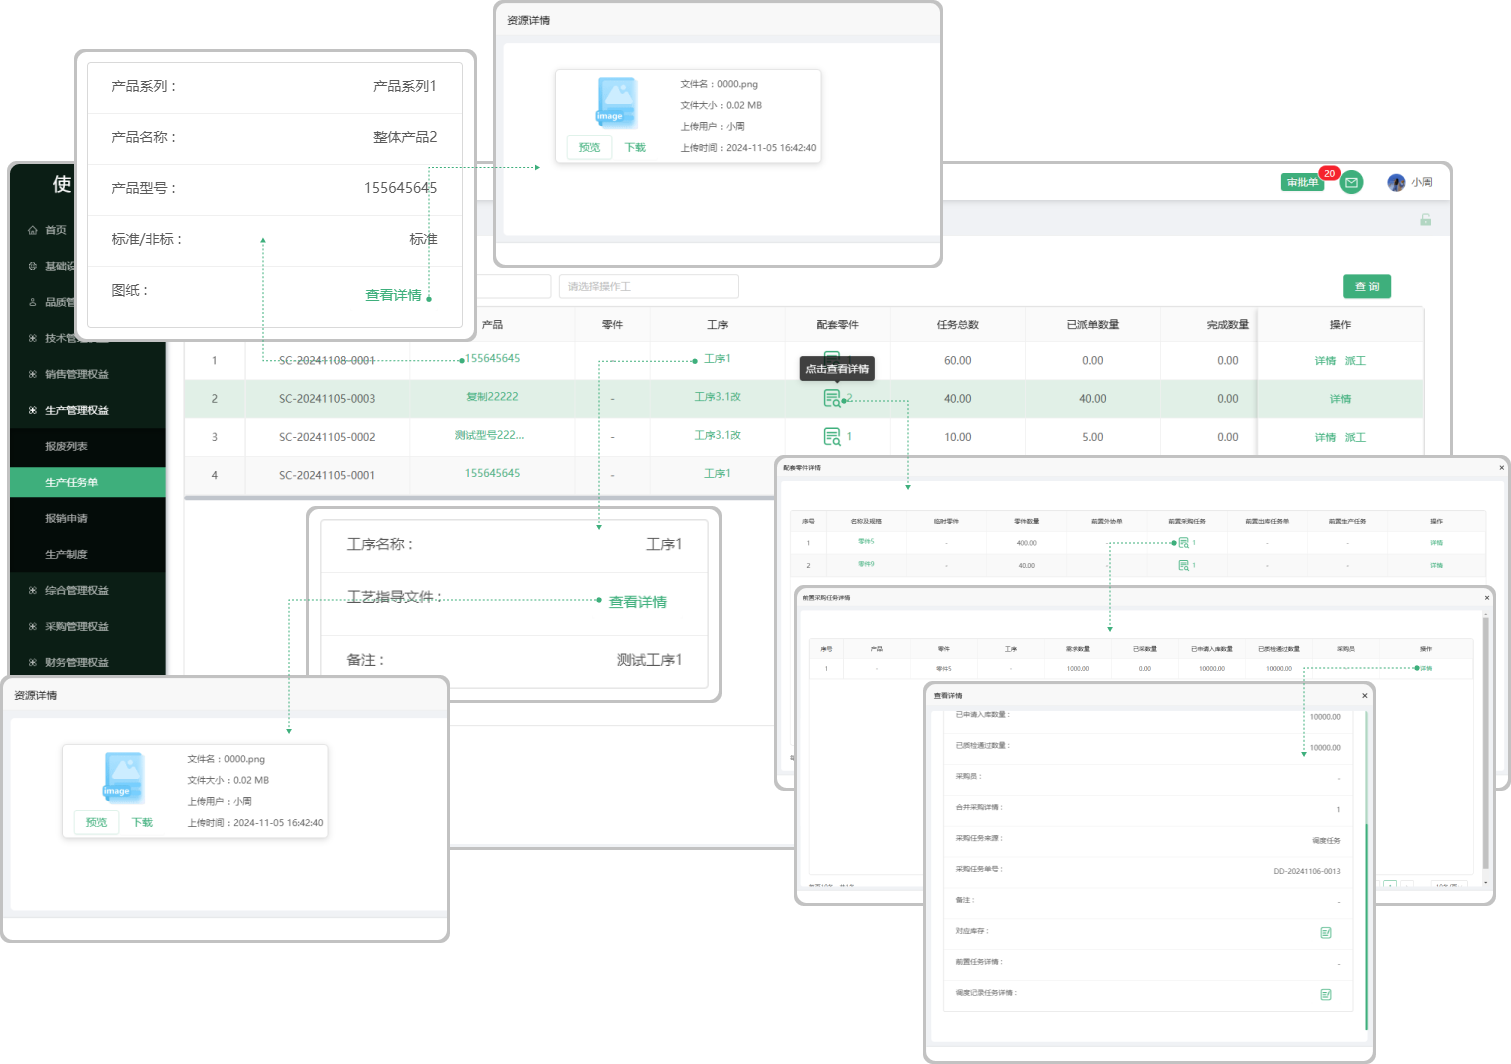 资源详情
文件名：0000.png
文件大小：0.02 MB
上传用户：小周
预览 下载 上传时间：2024-11-05 16:42:40
产品系列： 产品系列1
产品名称： 整体产品2
产品型号： 155645645
标准/非标： 标准
图纸： 查看详情
使
审批单 20 小周
首页
基础设
品质管
技术管理权益
销售管理权益
生产管理权益
报废列表
生产任务单
报销申请
生产制度
综合管理权益
采购管理权益
财务管理权益
请选择操作工 查 询
产品 零件 工序 配套零件 任务总数 已派单数量 完成数量 操作
1 SC-20241108-0001 155645645 工序1 1 60.00 0.00 0.00 详情 派工
点击查看详情
2 SC-20241105-0003 复制22222 - 工序3.1改 2 40.00 40.00 0.00 详情
3 SC-20241105-0002 测试型号222... - 工序3.1改 1 10.00 5.00 0.00 详情 派工
4 SC-20241105-0001 155645645 - 工序1
工序名称： 工序1
工艺指导文件： 查看详情
备注： 测试工序1
资源详情
文件名：0000.png
文件大小：0.02 MB
上传用户：小周
预览 下载 上传时间：2024-11-05 16:42:40
配套零件详情
序号 名称及规格 临时零件 零件数量 前置外协单 前置采购任务 前置出库任务单 前置生产任务 操作
1 零件5 - 400.00 - 1 - - 详情
2 零件9 - 40.00 - 1 - - 详情
前置采购任务详情
序号 产品 零件 工序 需求数量 已采数量 已申请入库数量 已质检通过数量 采购员 操作
1 - 零件5 - 1000.00 0.00 10000.00 10000.00 - 详情
查看详情
已申请入库数量： 10000.00
已质检通过数量： 10000.00
采购员： -
合并采购详情： 1
采购任务来源： 调度任务
采购任务单号： DD-20241106-0013
备注： -
对应库存：
前置任务详情： -
调度记录任务详情：